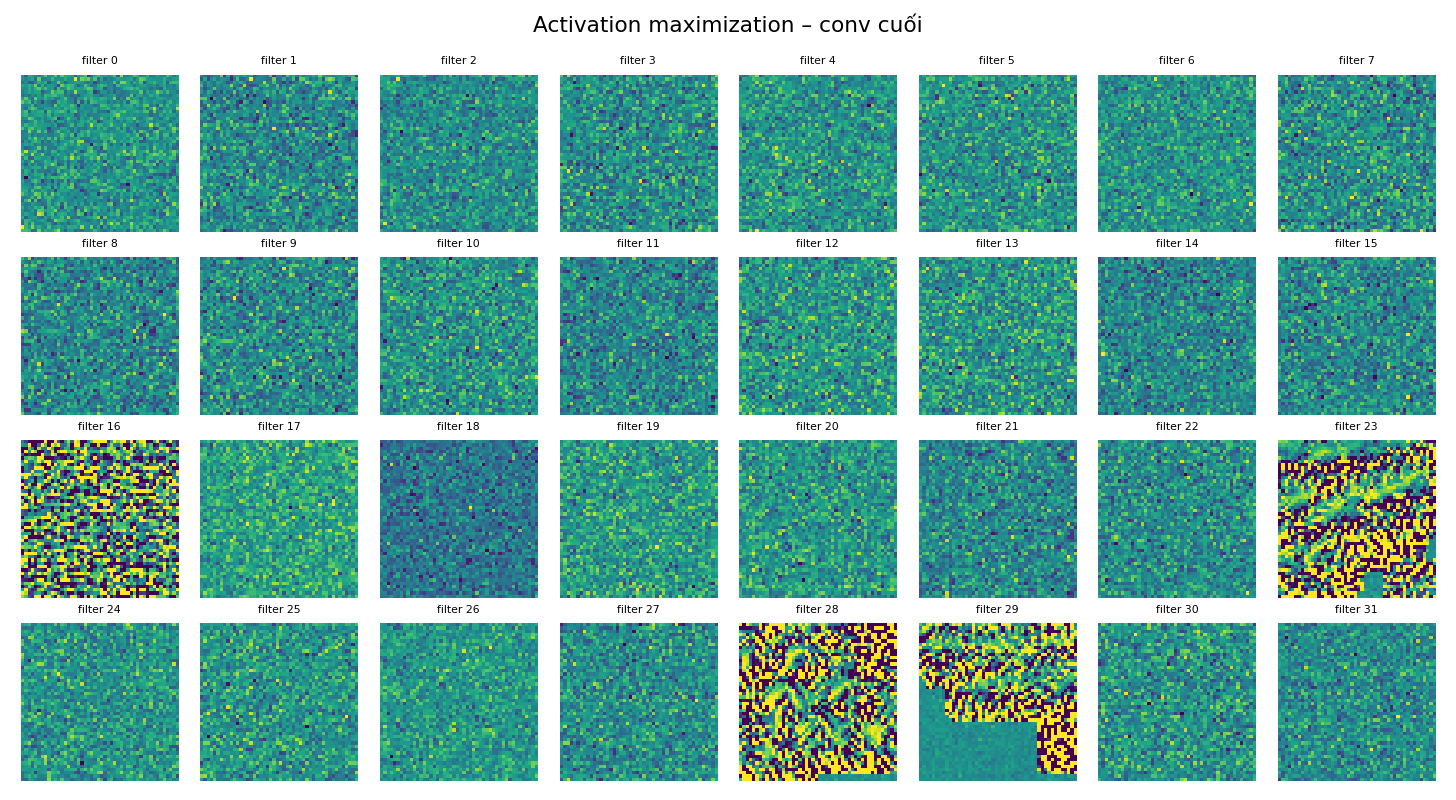 Activation maximization – conv cuối
filter 0 filter 1 filter 2 filter 3 filter 4 filter 5 filter 6 filter 7
filter 8 filter 9 filter 10 filter 11 filter 12 filter 13 filter 14 filter 15
filter 16 filter 17 filter 18 filter 19 filter 20 filter 21 filter 22 filter 23
filter 24 filter 25 filter 26 filter 27 filter 28 filter 29 filter 30 filter 31